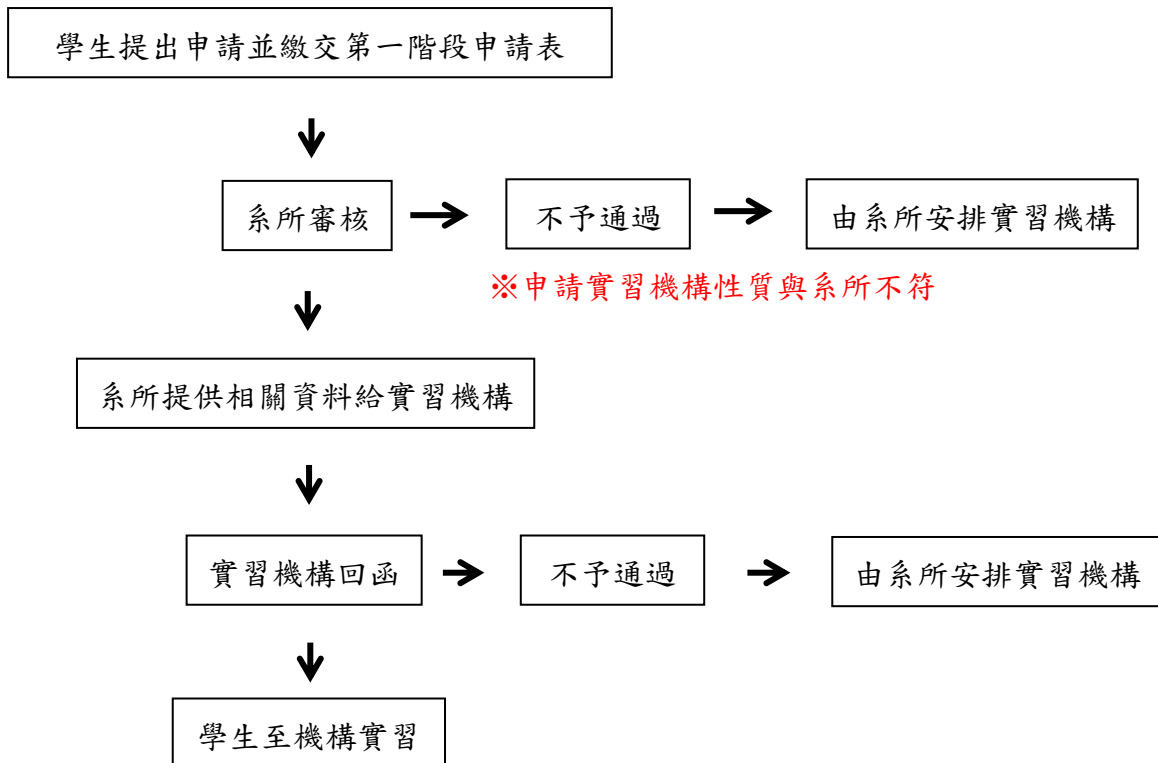 學生提出申請並繳交第一階段申請表
系所審核
不予通過
由系所安排實習機構
※申請實習機構性質與系所不符
系所提供相關資料給實習機構
實習機構回函
不予通過
由系所安排實習機構
學生至機構實習